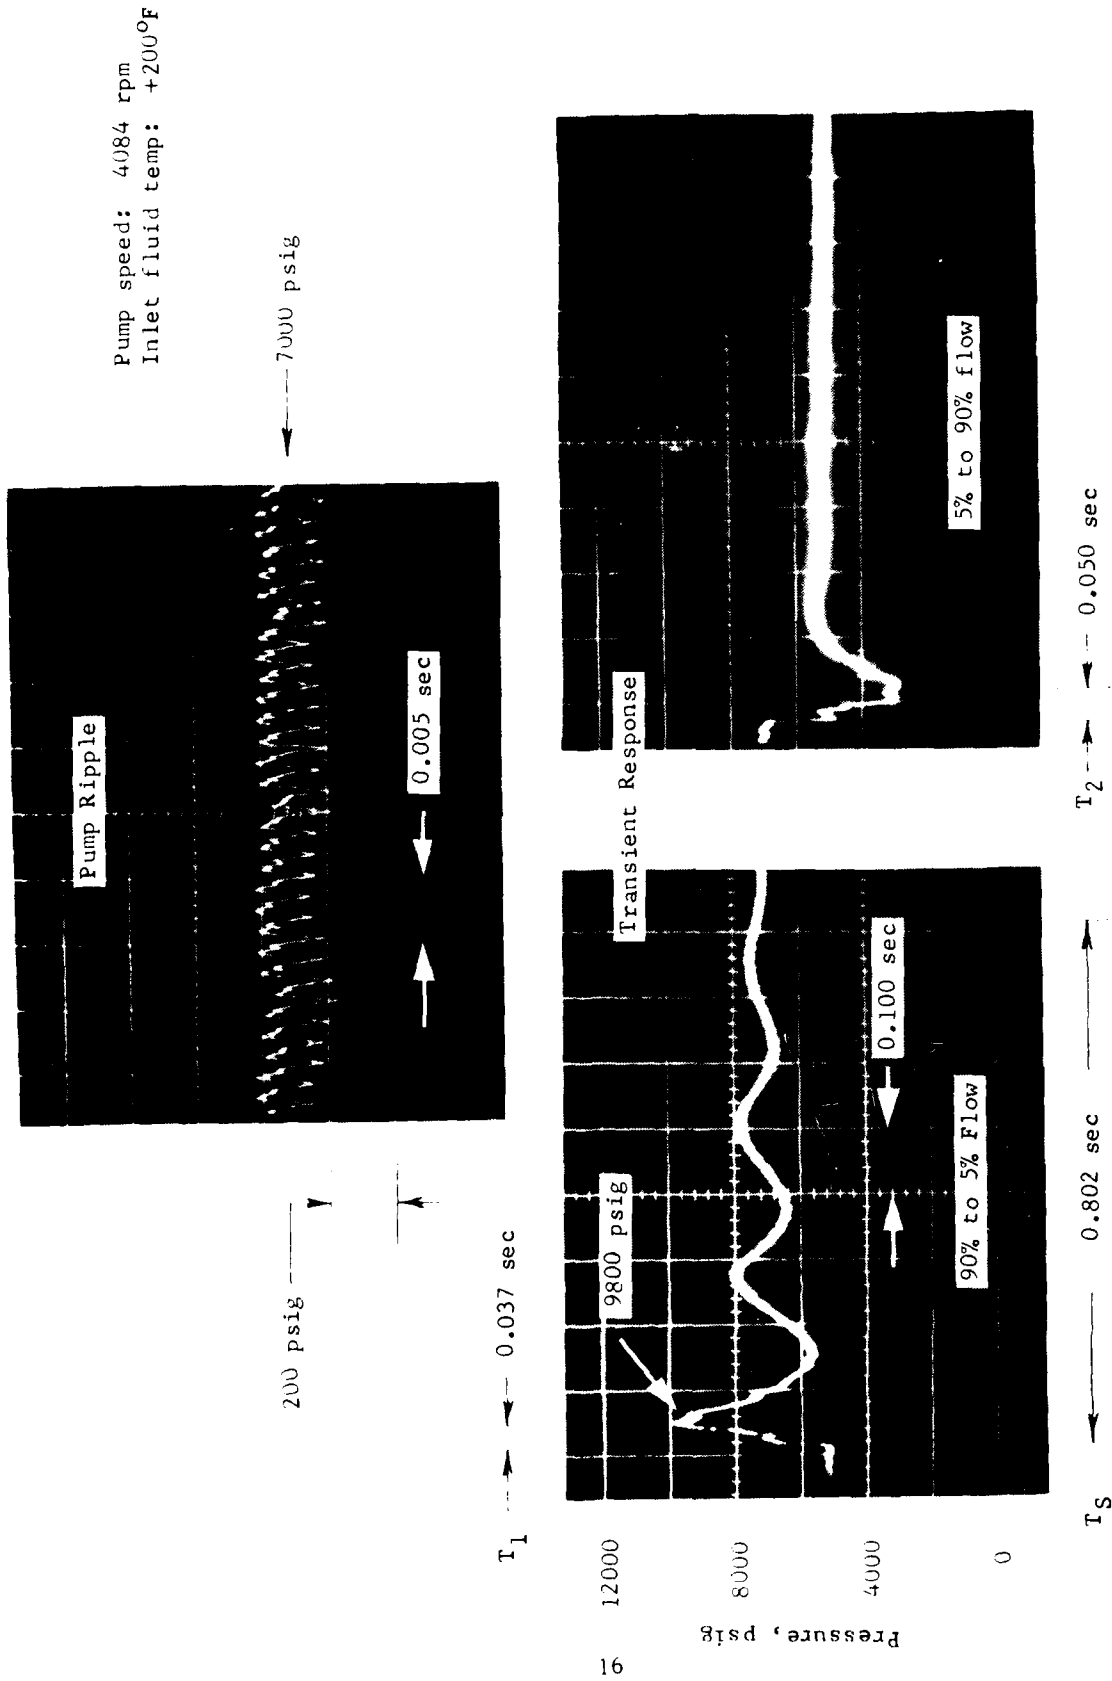 Pump speed: 4084 rpm
Inlet fluid temp: +200°F
Pump Ripple
200 psig
7000 psig
0.005 sec
T1
0.037 sec
Transient Response
Pressure, psig
12000
8000
4000
0
9800 psig
0.100 sec
90% to 5% Flow
5% to 90% flow
TS
0.802 sec
T2
0.050 sec
91